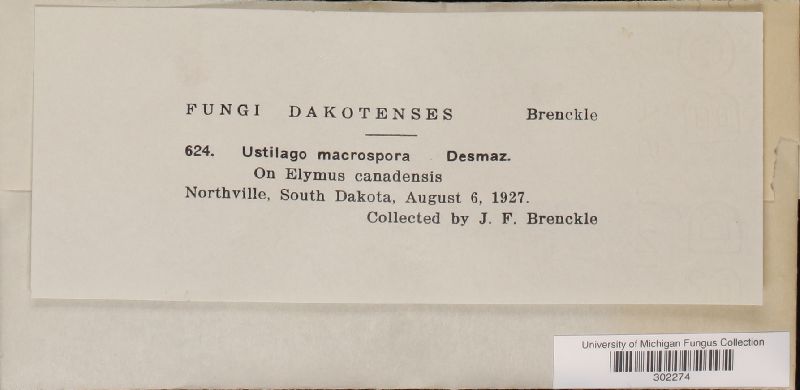 FUNGI DAKOTENSES Brenckle
624. Ustilago macrospora Desmaz.
On Elymus canadensis
Northville, South Dakota, August 6, 1927.
Collected by J. F. Brenckle
University of Michigan Fungus Collection
302274